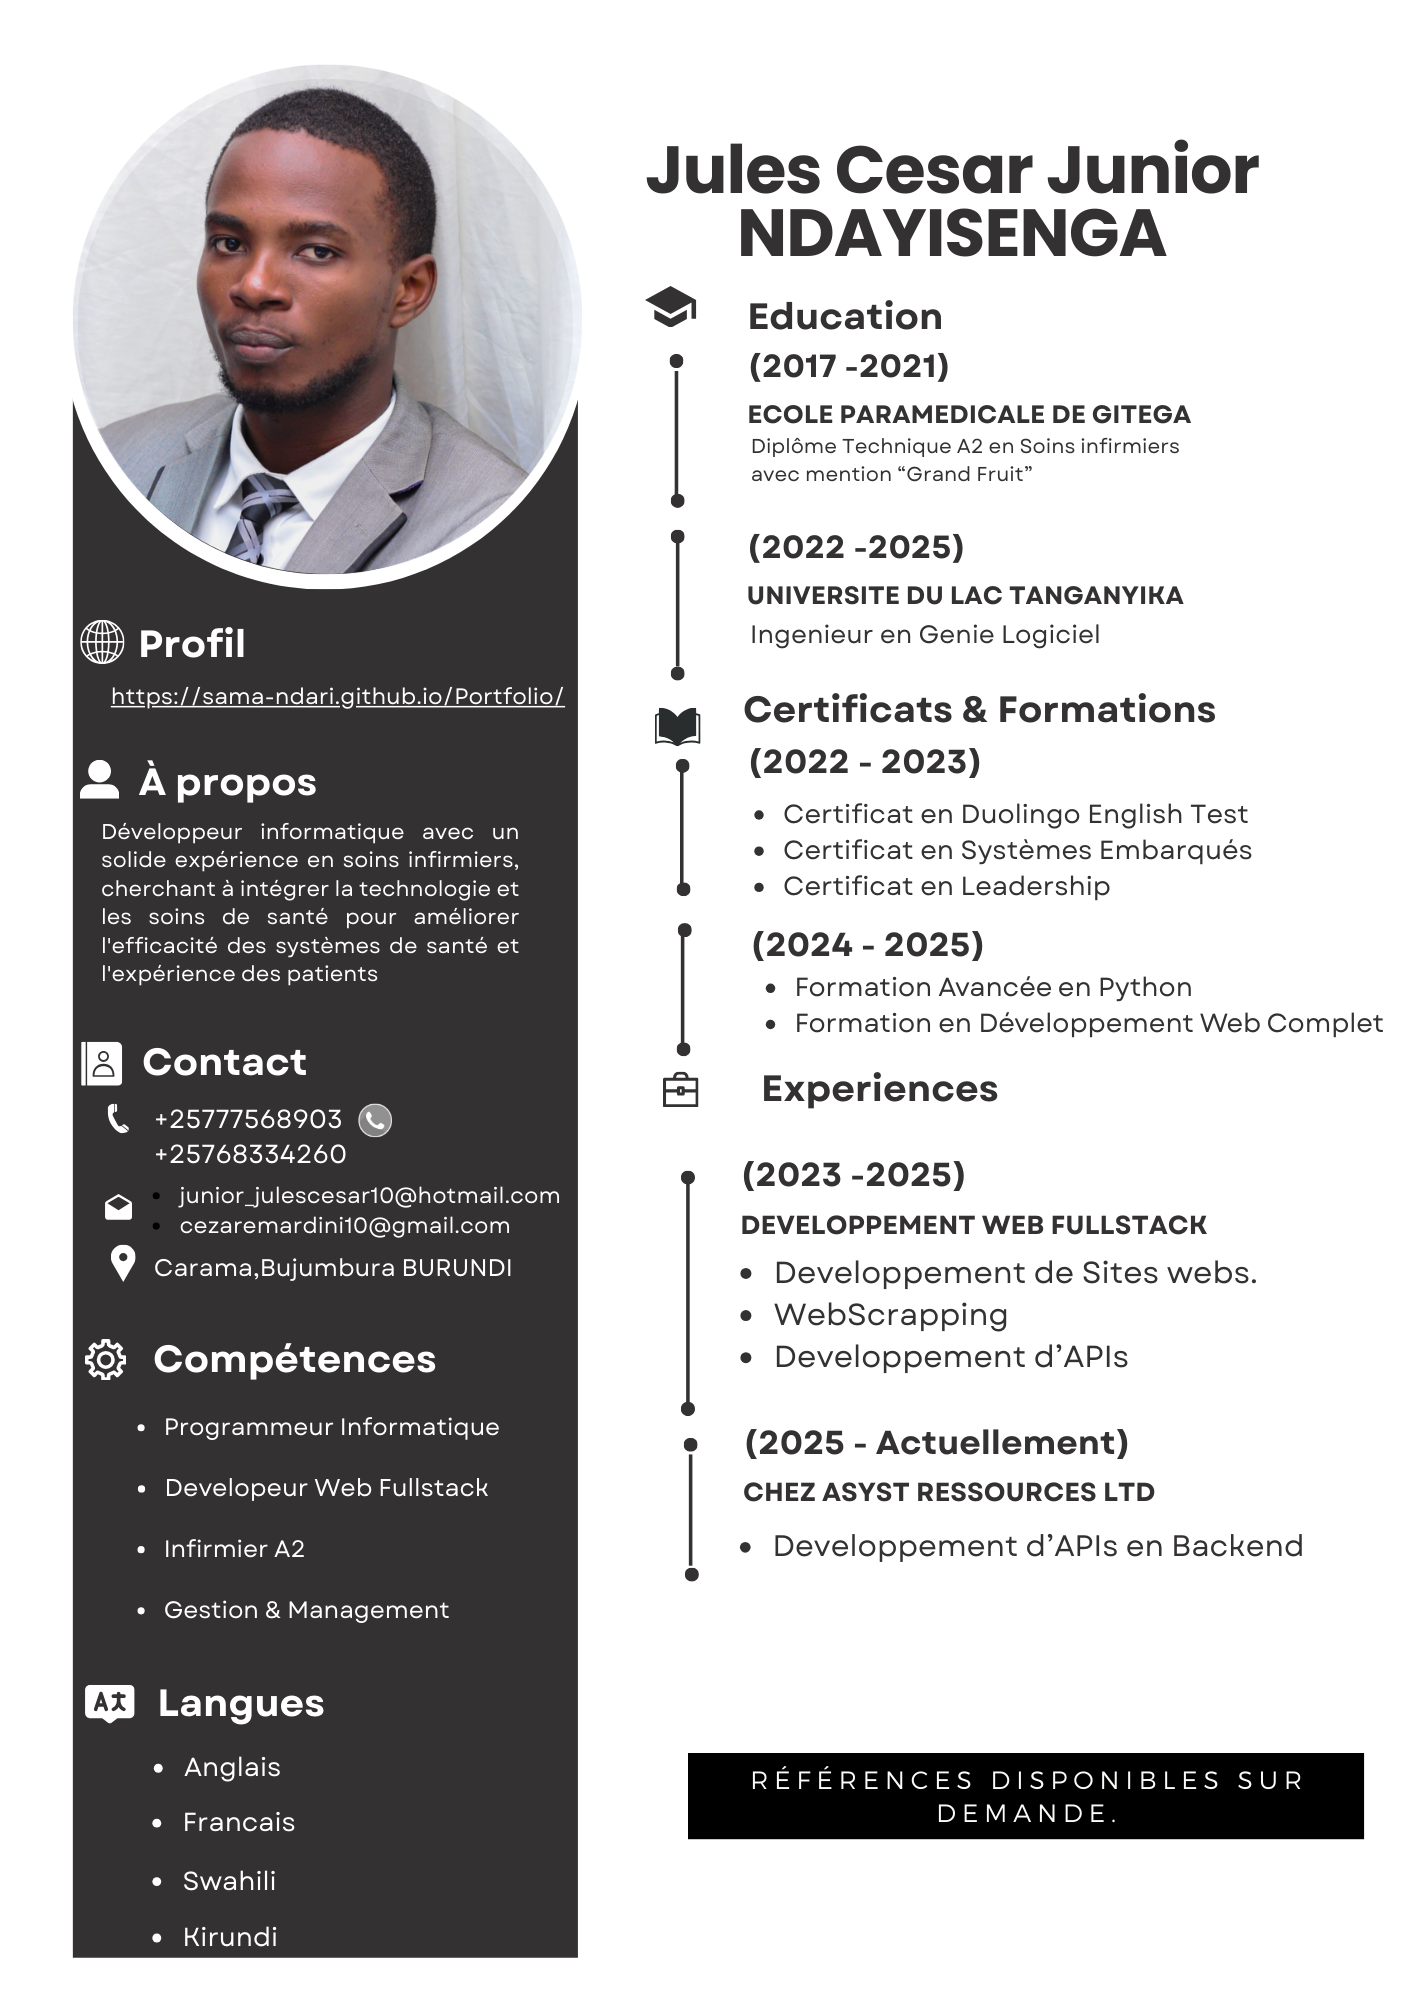 Jules Cesar Junior
NDAYISENGA
Profil
https://sama-ndari.github.io/Portfolio/
À propos
Développeur informatique avec un
solide expérience en soins infirmiers,
cherchant à intégrer la technologie et
les soins de santé pour améliorer
l'efficacité des systèmes de santé et
l'expérience des patients
Contact
+25777568903
+25768334260
junior_julescesar10@hotmail.com
cezaremardini10@gmail.com
Carama,Bujumbura BURUNDI
Compétences
Programmeur Informatique
Developeur Web Fullstack
Infirmier A2
Gestion & Management
Langues
Anglais
Francais
Swahili
Kirundi
Education
(2017 -2021)
ECOLE PARAMEDICALE DE GITEGA
Diplôme Technique A2 en Soins infirmiers
avec mention “Grand Fruit”
(2022 -2025)
UNIVERSITE DU LAC TANGANYIKA
Ingenieur en Genie Logiciel
Certificats & Formations
(2022 - 2023)
Certificat en Duolingo English Test
Certificat en Systèmes Embarqués
Certificat en Leadership
(2024 - 2025)
Formation Avancée en Python
Formation en Développement Web Complet
Experiences
(2023 -2025)
DEVELOPPEMENT WEB FULLSTACK
Developpement de Sites webs.
WebScrapping
Developpement d’APIs
(2025 - Actuellement)
CHEZ ASYST RESSOURCES LTD
Developpement d’APIs en Backend
RÉFÉRENCES DISPONIBLES SUR
DEMANDE.